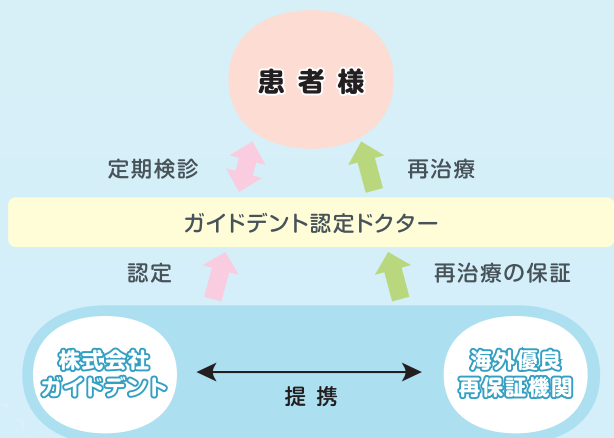 患者様
定期検診
再治療
ガイドデント認定ドクター
認定
再治療の保証
株式会社
ガイドデント
提携
海外優良
再保証機関